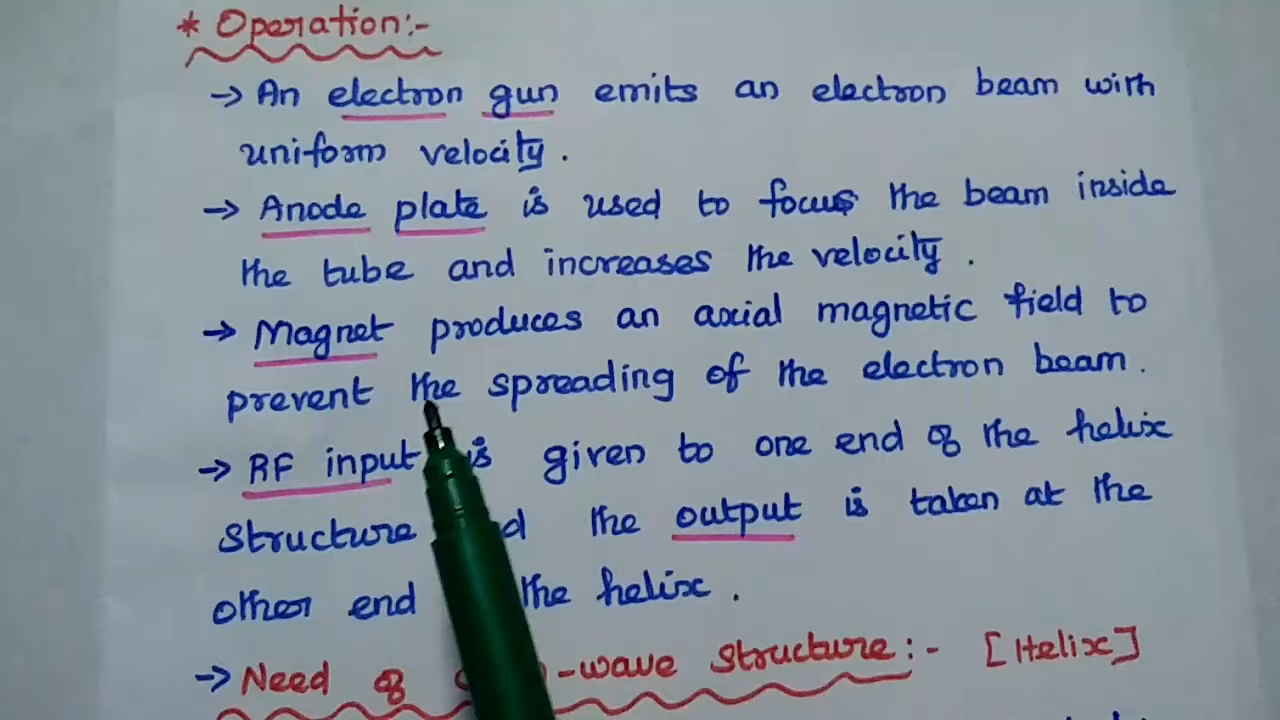 * Operation:-
→ An electron gun emits an electron beam with
uniform velocity.
→ Anode plate is used to focus the beam inside
the tube and increases the velocity.
→ Magnet produces an axial magnetic field to
prevent the spreading of the electron beam.
→ RF input is given to one end of the helix
structure the output is taken at the
other end the helix.
→ Need of -wave structure:- [Helix]